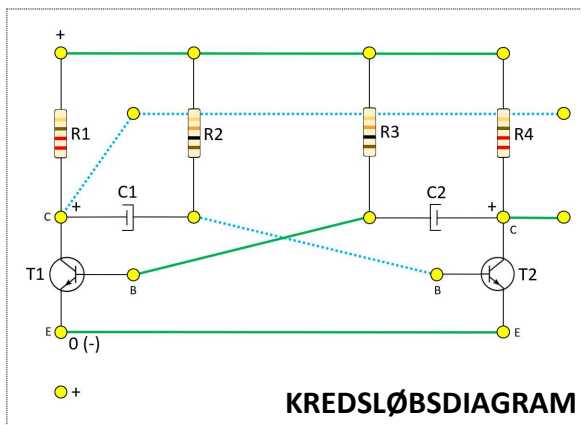 +
R1
R2
R3
R4
C1
C2
C
+
+
C
T1
B
B
T2
E
0 (-)
E
+
KREDSLØBSDIAGRAM